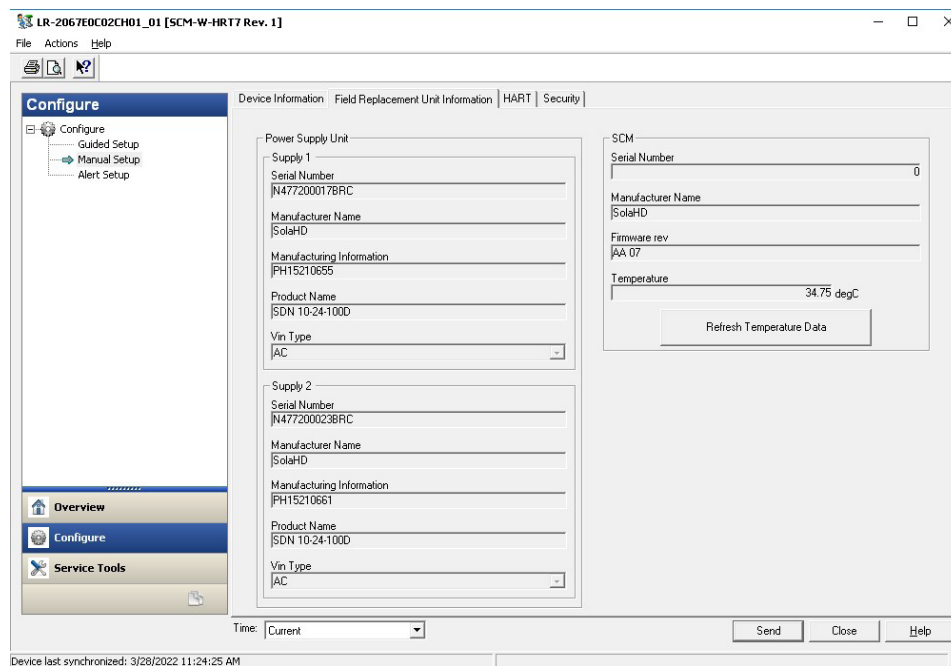 LR-2067E0C02CH01_01 [SCM-W-HRT7 Rev. 1]
File Actions Help
Configure
Configure
Guided Setup
Manual Setup
Alert Setup
Overview
Configure
Service Tools
Device Information Field Replacement Unit Information HART Security
Power Supply Unit
Supply 1
Serial Number
N477200017BRC
Manufacturer Name
SolaHD
Manufacturing Information
PH15210655
Product Name
SDN 10-24-100D
Vin Type
AC
Supply 2
Serial Number
N477200023BRC
Manufacturer Name
SolaHD
Manufacturing Information
PH15210661
Product Name
SDN 10-24-100D
Vin Type
AC
SCM
Serial Number
0
Manufacturer Name
SolaHD
Firmware rev
AA 07
Temperature
34.75 degC
Refresh Temperature Data
Time: Current
Send Close Help
Device last synchronized: 3/28/2022 11:24:25 AM